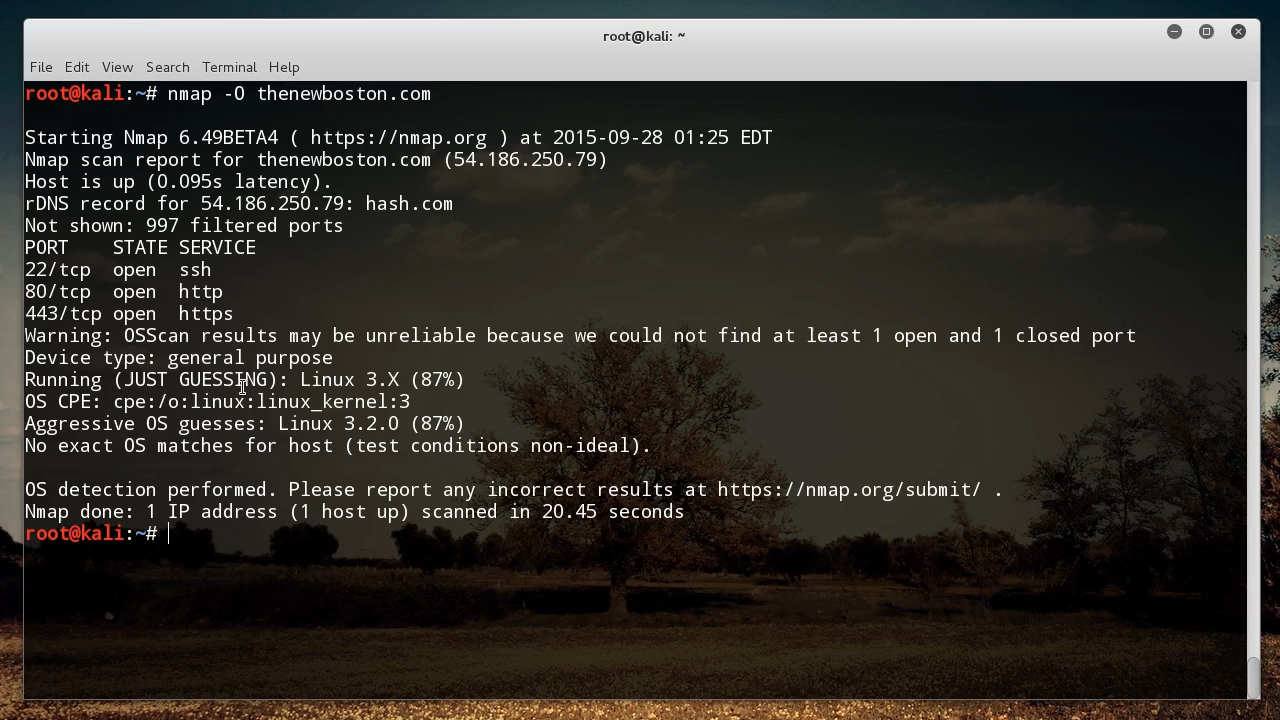 root@kali: ~
File Edit View Search Terminal Help
root@kali:~# nmap -O thenewboston.com
Starting Nmap 6.49BETA4 ( https://nmap.org ) at 2015-09-28 01:25 EDT
Nmap scan report for thenewboston.com (54.186.250.79)
Host is up (0.095s latency).
rDNS record for 54.186.250.79: hash.com
Not shown: 997 filtered ports
PORT    STATE SERVICE
22/tcp  open  ssh
80/tcp  open  http
443/tcp open  https
Warning: OSScan results may be unreliable because we could not find at least 1 open and 1 closed port
Device type: general purpose
Running (JUST GUESSING): Linux 3.X (87%)
OS CPE: cpe:/o:linux:linux_kernel:3
Aggressive OS guesses: Linux 3.2.0 (87%)
No exact OS matches for host (test conditions non-ideal).
OS detection performed. Please report any incorrect results at https://nmap.org/submit/ .
Nmap done: 1 IP address (1 host up) scanned in 20.45 seconds
root@kali:~#